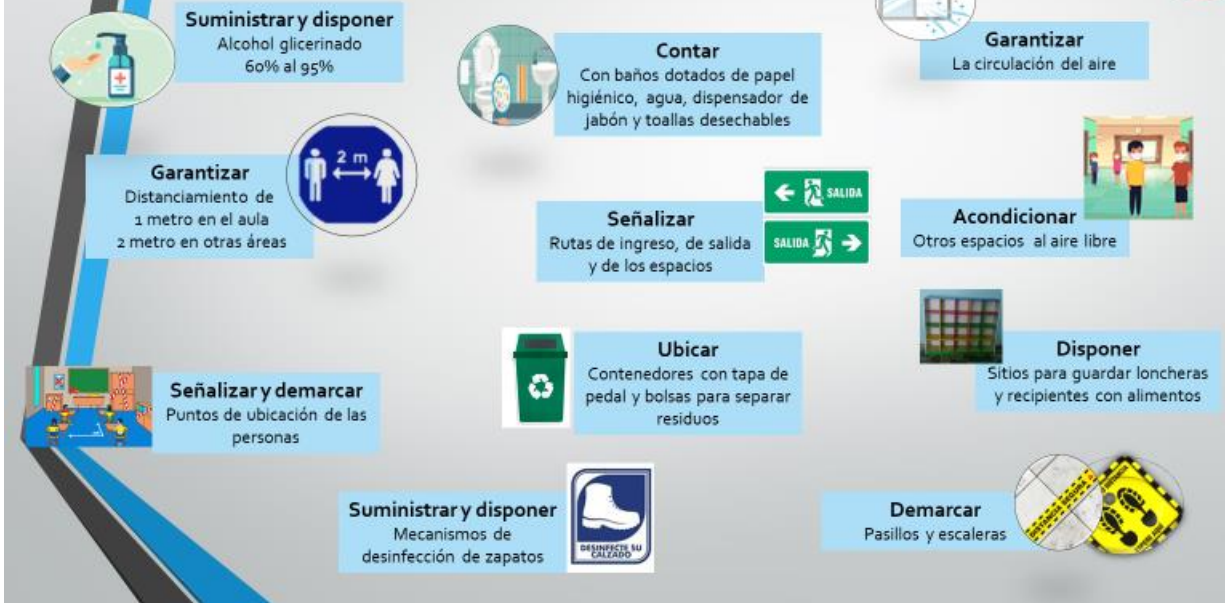 Suministrar y disponer
Alcohol glicerinado
60% al 95%
Contar
Con baños dotados de papel
higiénico, agua, dispensador de
jabón y toallas desechables
Garantizar
La circulación del aire
Garantizar
Distanciamiento de
1 metro en el aula
2 metro en otras áreas
2 m
Señalizar
Rutas de ingreso, de salida
y de los espacios
SALIDA
SALIDA
Acondicionar
Otros espacios al aire libre
Señalizar y demarcar
Puntos de ubicación de las
personas
Ubicar
Contenedores con tapa de
pedal y bolsas para separar
residuos
Disponer
Sitios para guardar loncheras
y recipientes con alimentos
Suministrar y disponer
Mecanismos de
desinfección de zapatos
DESINFECTE SU
CALZADO
Demarcar
Pasillos y escaleras
DISTANCIA SEGURA